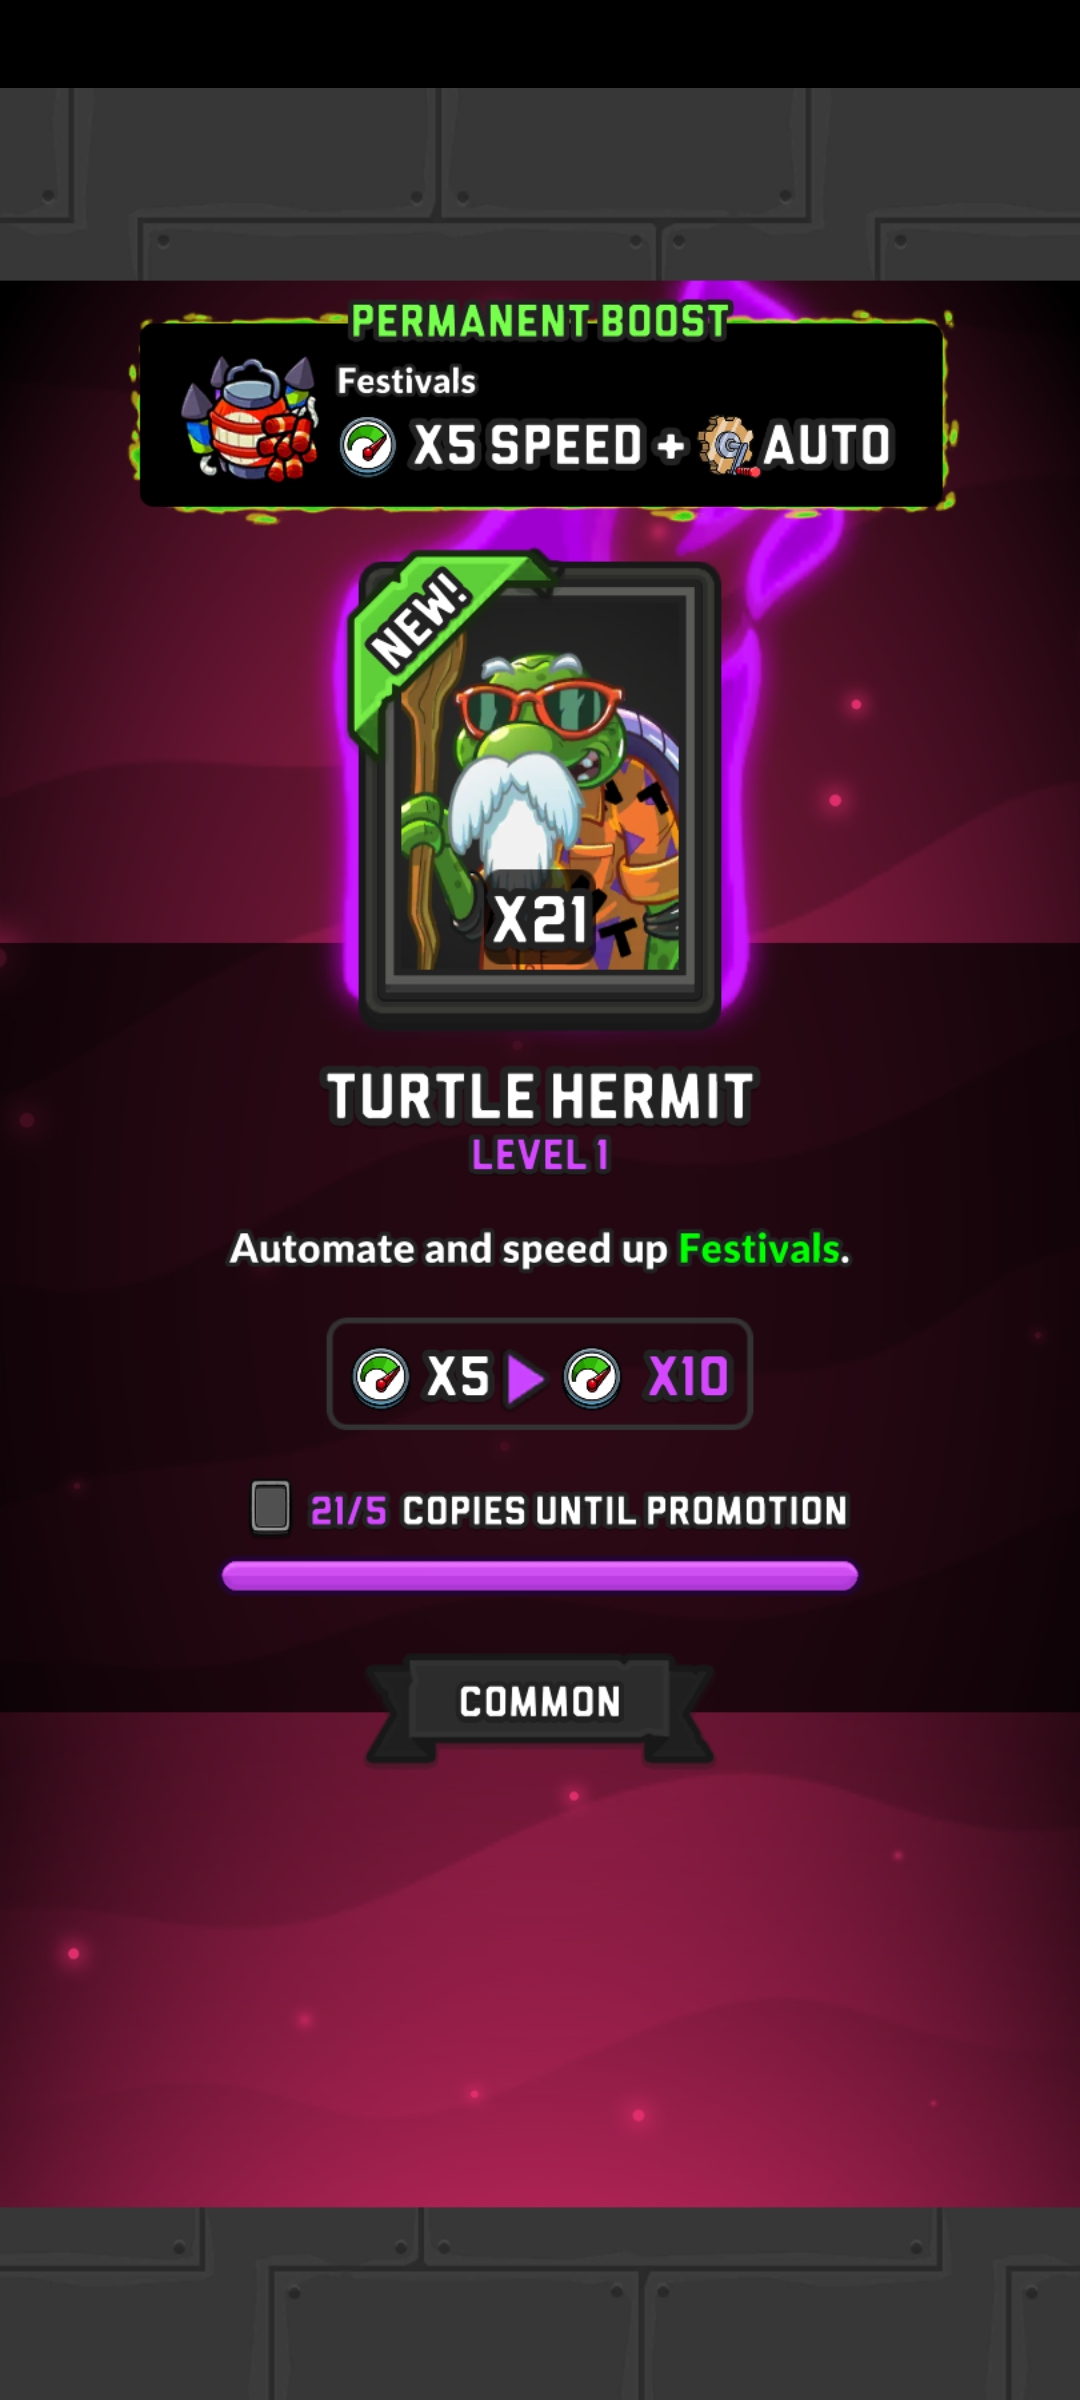 PERMANENT BOOST
Festivals
X5 SPEED + AUTO
NEW!
X21
TURTLE HERMIT
LEVEL 1
Automate and speed up Festivals.
X5 X10
21/5 COPIES UNTIL PROMOTION
COMMON